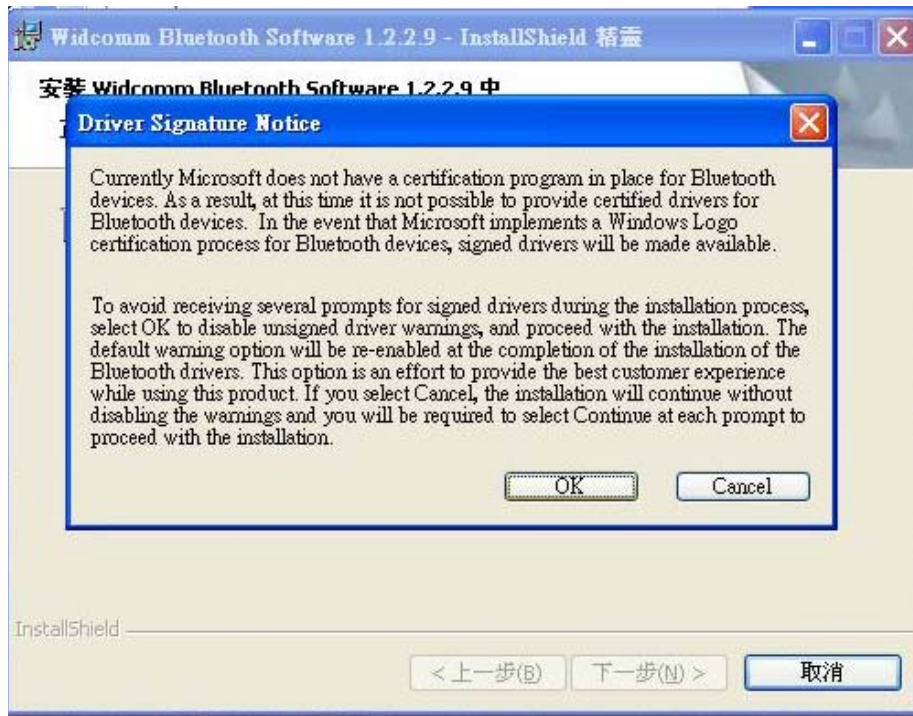 Widcomm Bluetooth Software 1.2.2.9 - InstallShield 精靈
安裝 Widcomm Bluetooth Software 1.2.2.9 中
Driver Signature Notice
Currently Microsoft does not have a certification program in place for Bluetooth
devices. As a result, at this time it is not possible to provide certified drivers for
Bluetooth devices.  In the event that Microsoft implements a Windows Logo
certification process for Bluetooth devices, signed drivers will be made available.
To avoid receiving several prompts for signed drivers during the installation process,
select OK to disable unsigned driver warnings, and proceed with the installation. The
default warning option will be re-enabled at the completion of the installation of the
Bluetooth drivers. This option is an effort to provide the best customer experience
while using this product. If you select Cancel, the installation will continue without
disabling the warnings and you will be required to select Continue at each prompt to
proceed with the installation.
OK Cancel
InstallShield
< 上一步(B) 下一步(N) > 取消